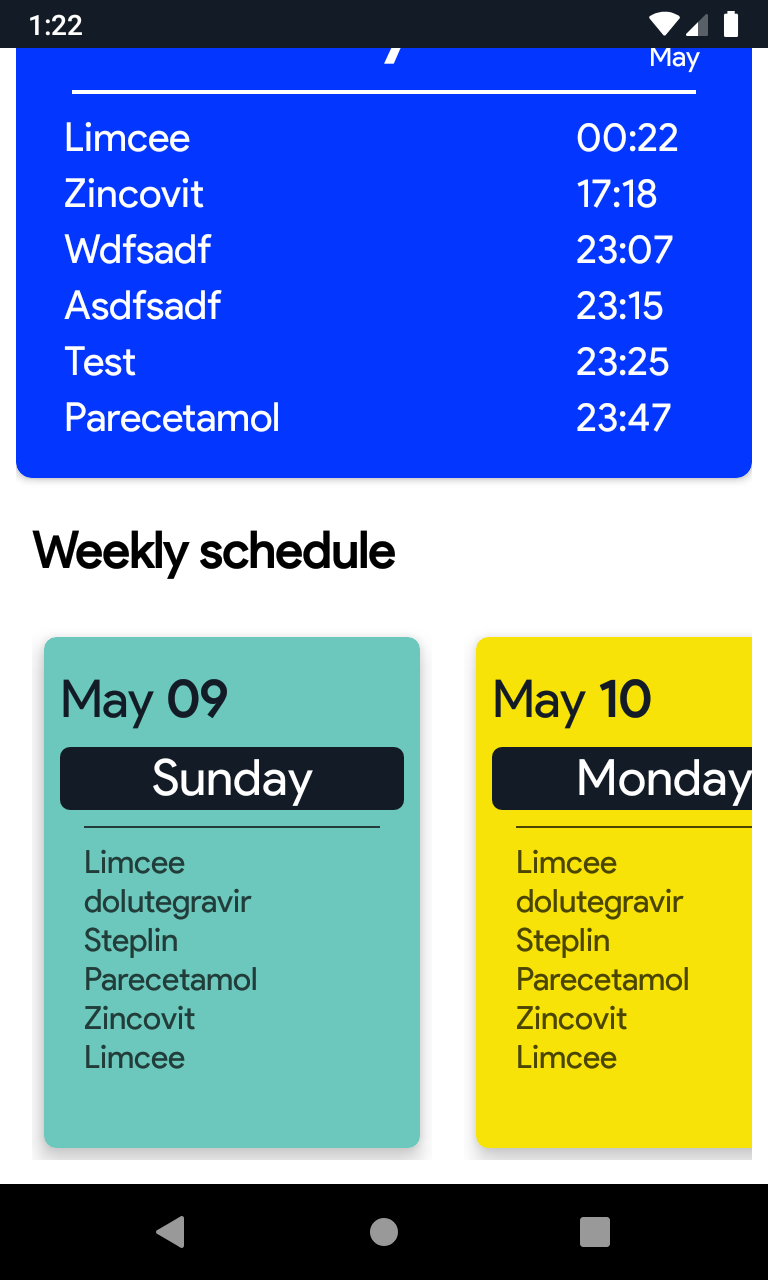 1:22
May
Limcee 00:22
Zincovit 17:18
Wdfsadf 23:07
Asdfsadf 23:15
Test 23:25
Parecetamol 23:47
Weekly schedule
May 09
Sunday
Limcee
dolutegravir
Steplin
Parecetamol
Zincovit
Limcee
May 10
Monday
Limcee
dolutegravir
Steplin
Parecetamol
Zincovit
Limcee